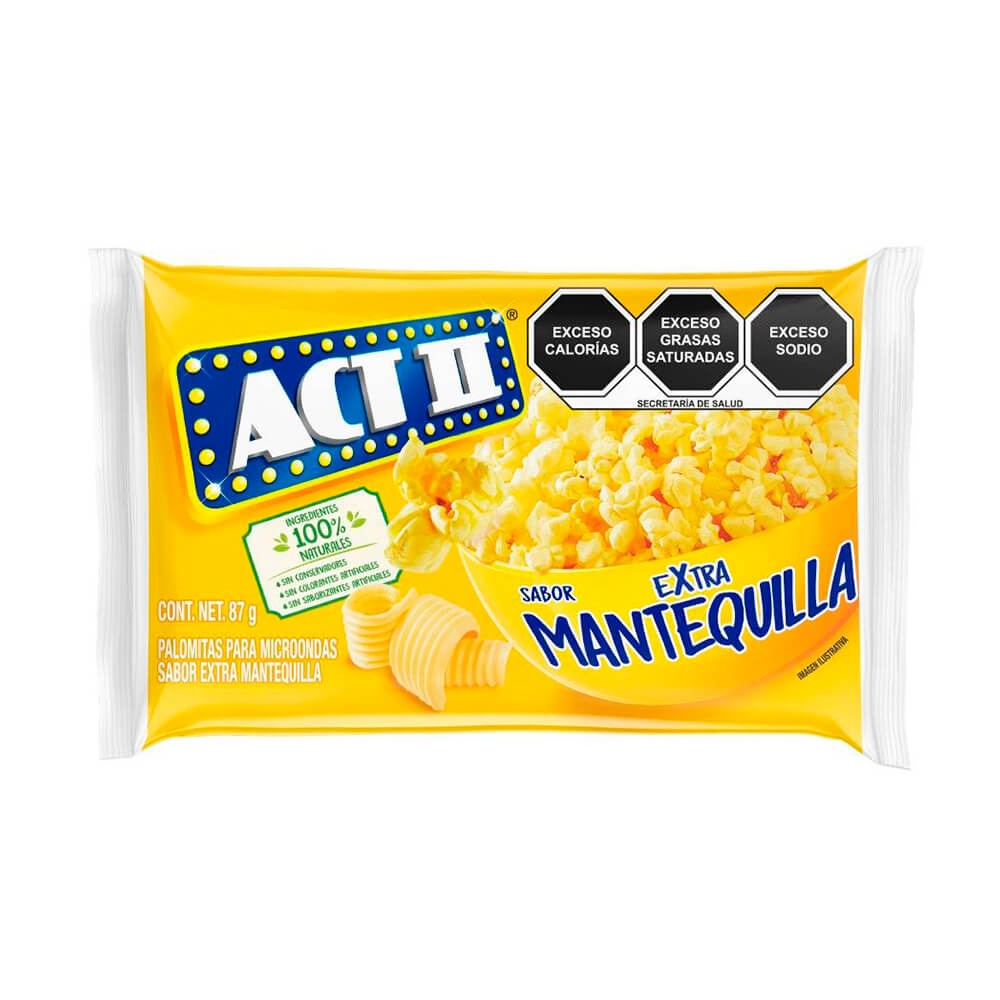 ACT II
®
EXCESO
CALORÍAS
EXCESO
GRASAS
SATURADAS
EXCESO
SODIO
SECRETARÍA DE SALUD
INGREDIENTES
100%
NATURALES
SIN CONSERVADORES
SIN COLORANTES ARTIFICIALES
SIN SABORIZANTES ARTIFICIALES
CONT. NET. 87 g
PALOMITAS PARA MICROONDAS
SABOR EXTRA MANTEQUILLA
SABOR
EXTRA
MANTEQUILLA
IMAGEN ILUSTRATIVA